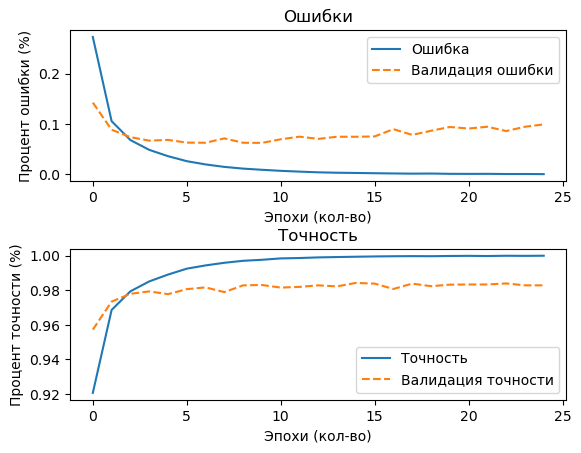 Ошибки
Процент ошибки (%)
0.2
0.1
0.0
Ошибка
Валидация ошибки
0 5 10 15 20 25
Эпохи (кол-во)
Точность
Процент точности (%)
1.00
0.98
0.96
0.94
0.92
Точность
Валидация точности
0 5 10 15 20 25
Эпохи (кол-во)